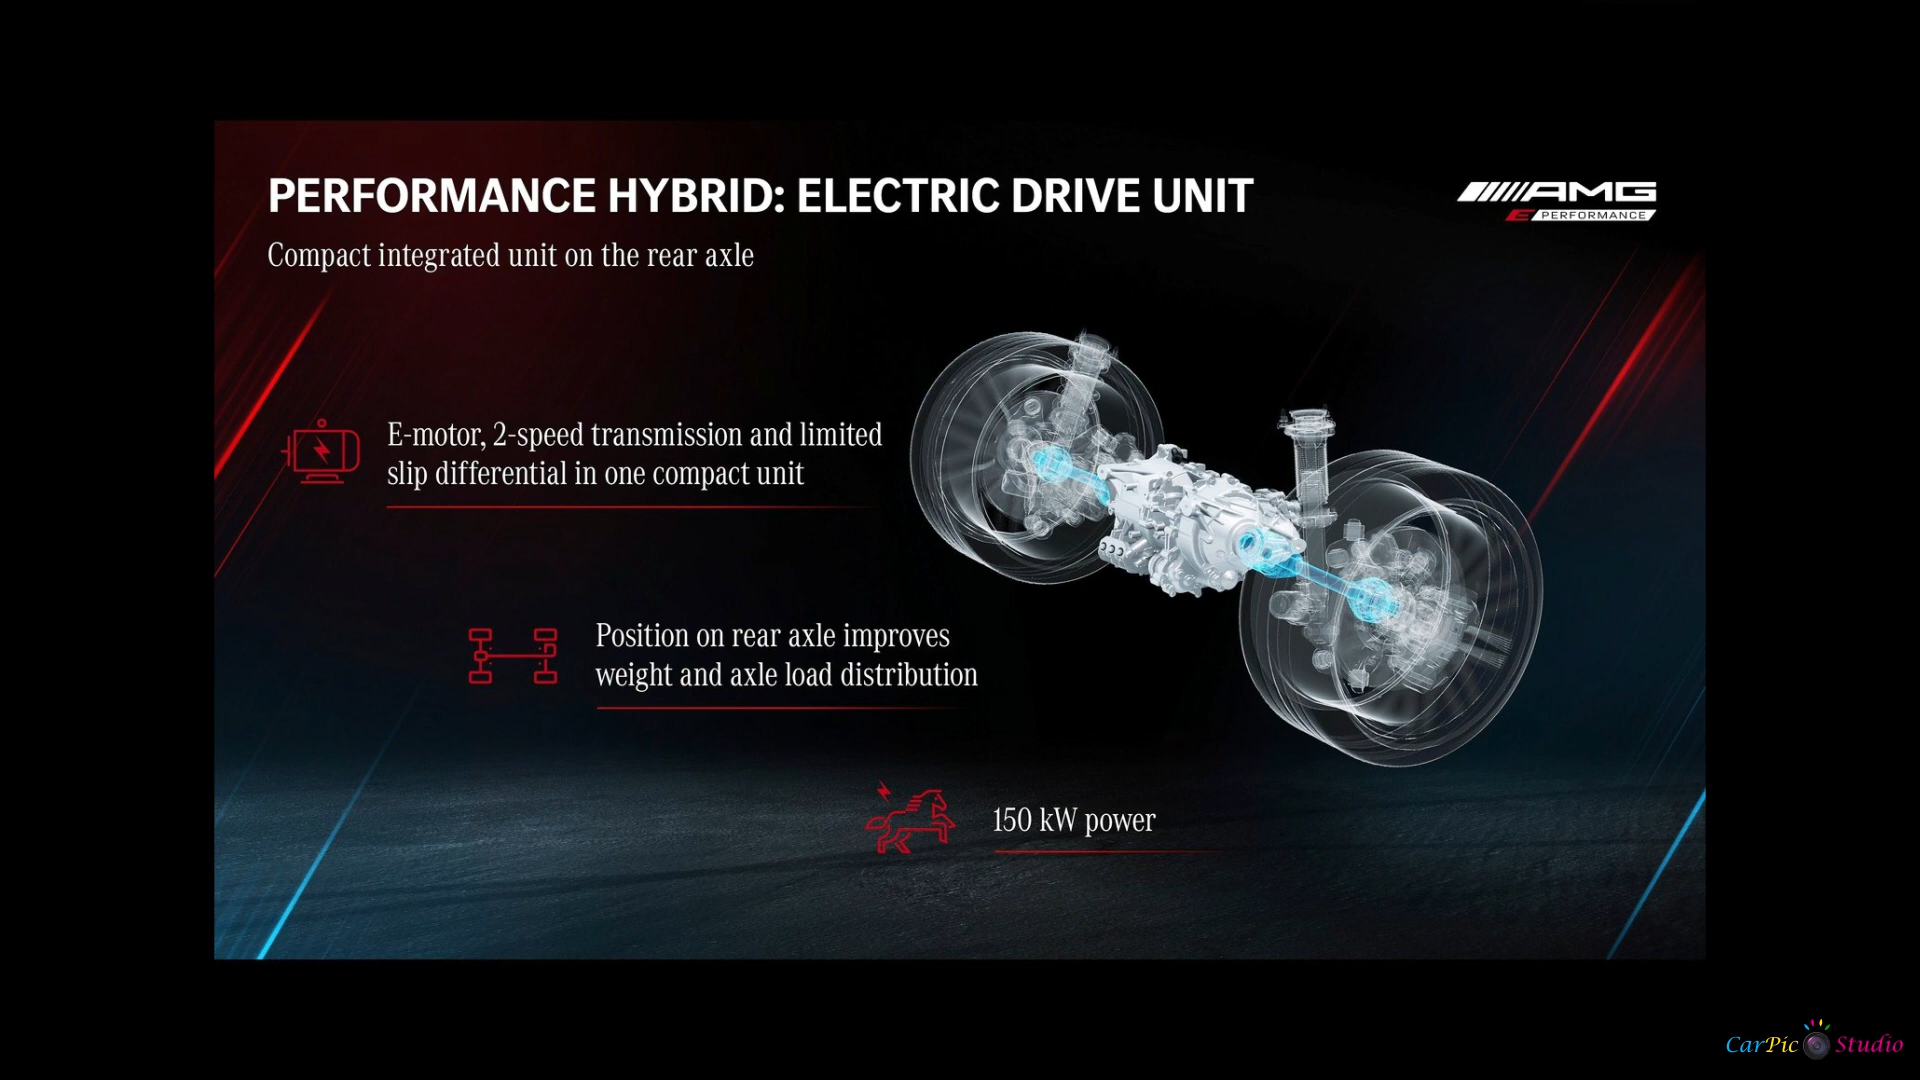 PERFORMANCE HYBRID: ELECTRIC DRIVE UNIT
AMG
E PERFORMANCE
Compact integrated unit on the rear axle
E-motor, 2-speed transmission and limited
slip differential in one compact unit
Position on rear axle improves
weight and axle load distribution
150 kW power
CarPic Studio